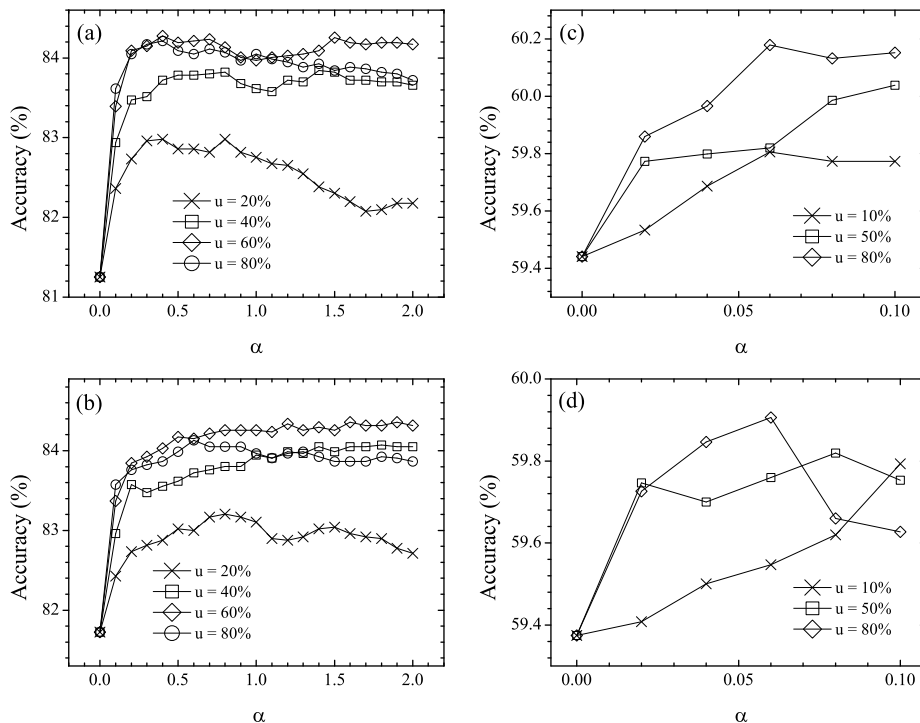 (a)
Accuracy (%)
84
83
82
81
u = 20%
u = 40%
u = 60%
u = 80%
0.0 0.5 1.0 1.5 2.0
α
(c)
Accuracy (%)
60.2
60.0
59.8
59.6
59.4
u = 10%
u = 50%
u = 80%
0.00 0.05 0.10
α
(b)
Accuracy (%)
84
83
82
u = 20%
u = 40%
u = 60%
u = 80%
0.0 0.5 1.0 1.5 2.0
α
(d)
Accuracy (%)
60.0
59.8
59.6
59.4
u = 10%
u = 50%
u = 80%
0.00 0.05 0.10
α